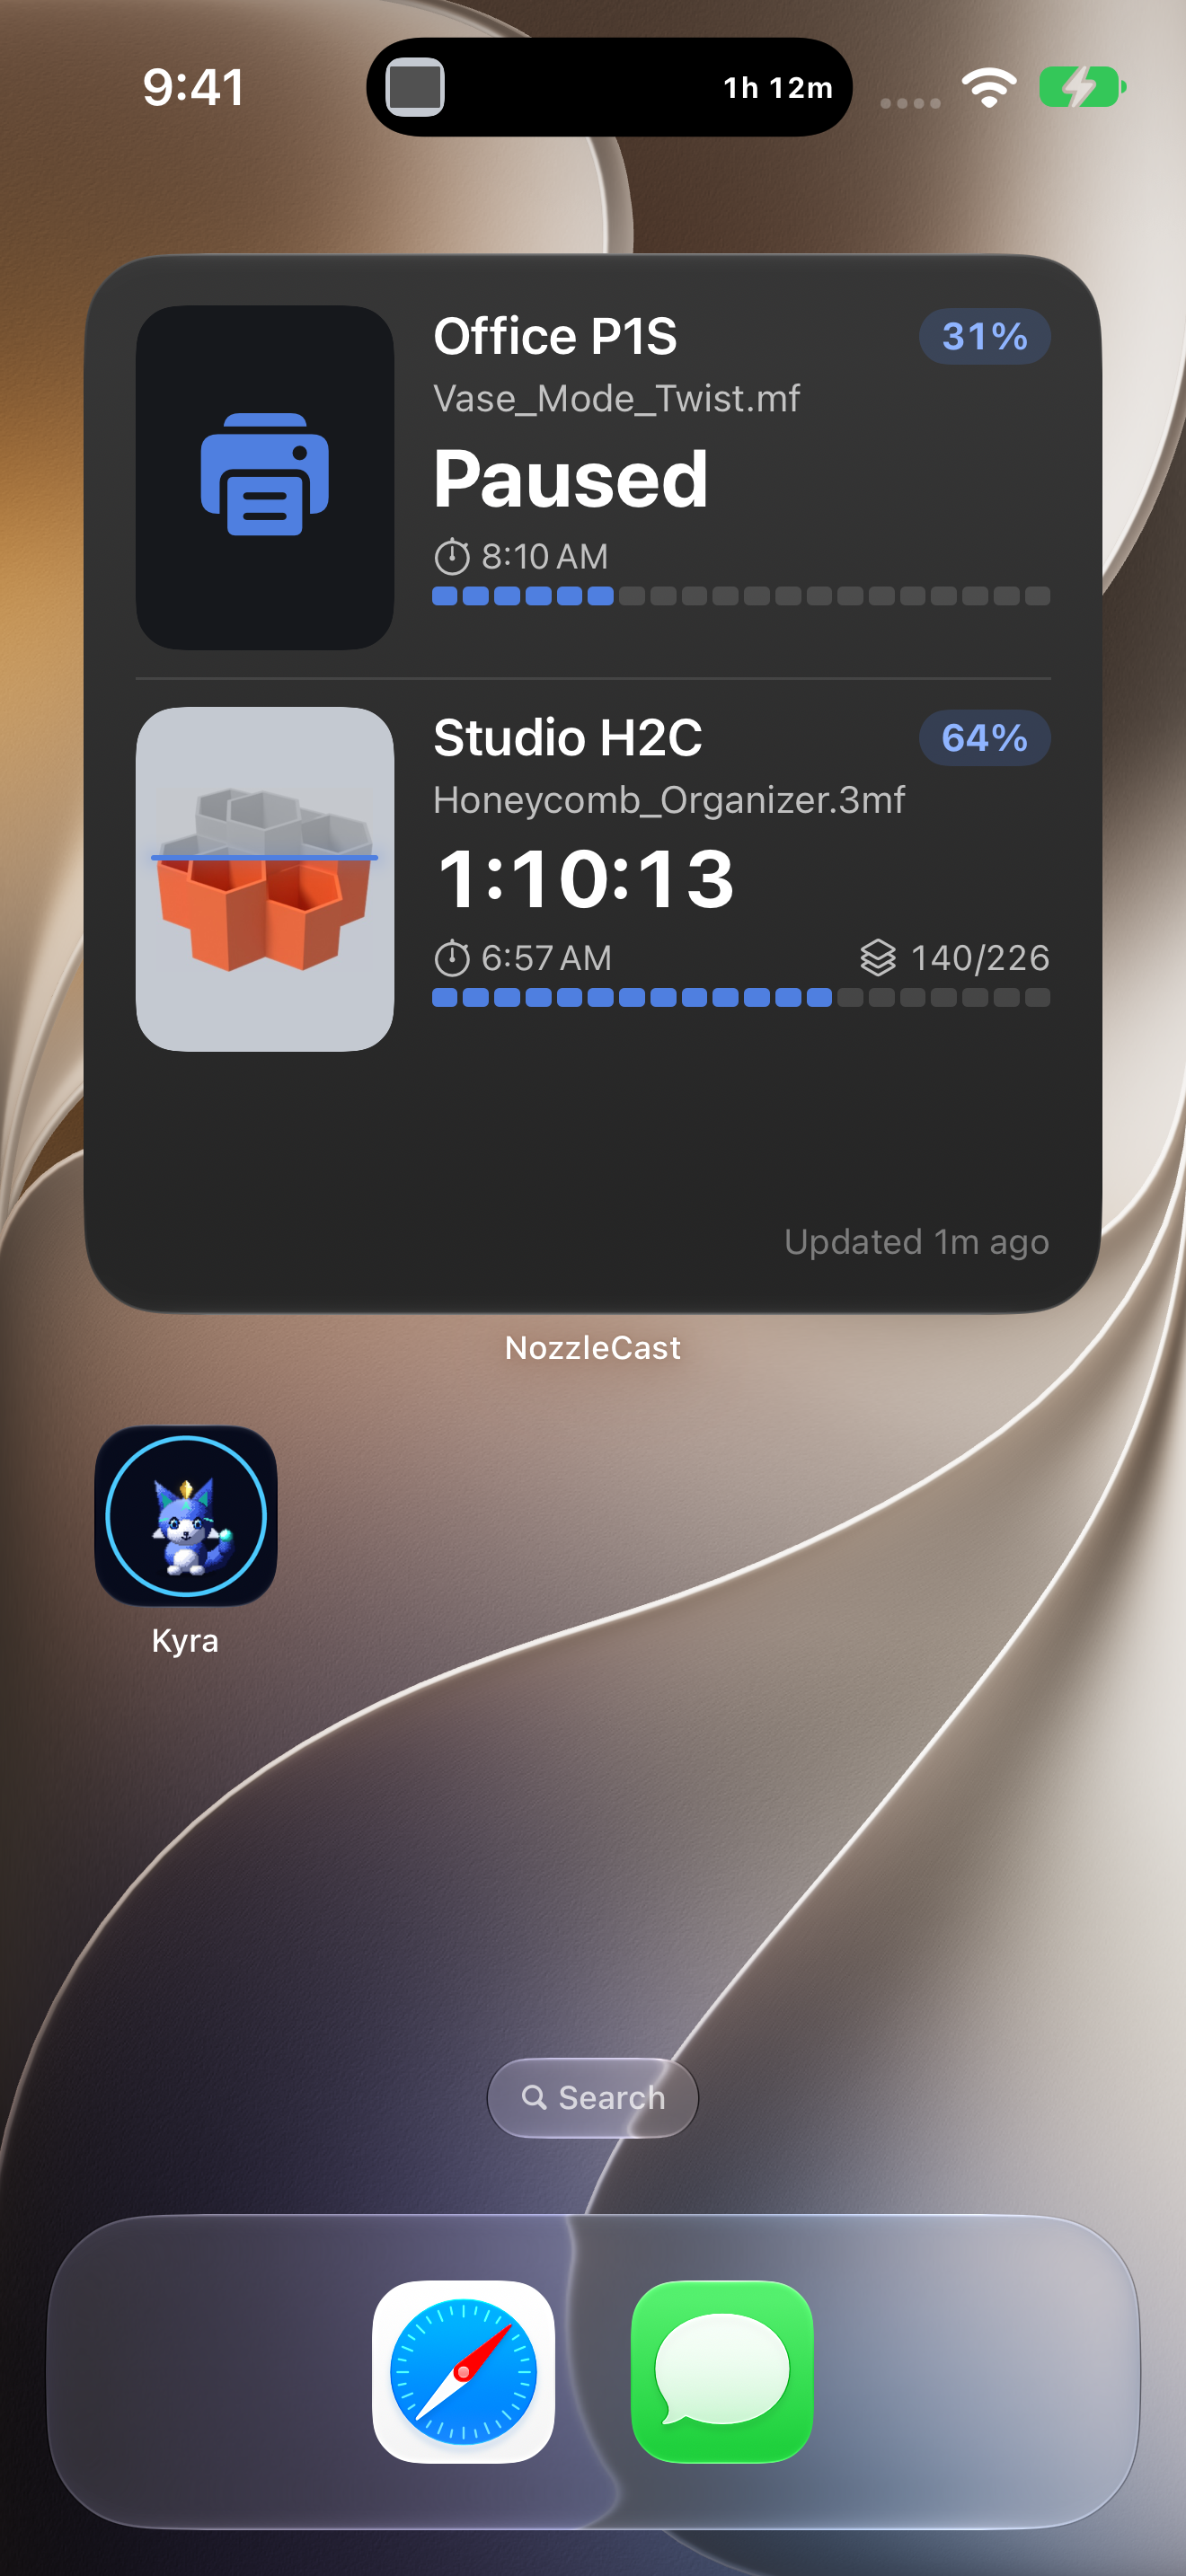 9:41
1h 12m
Office P1S
31%
Vase_Mode_Twist.mf
Paused
8:10 AM
Studio H2C
64%
Honeycomb_Organizer.3mf
1:10:13
6:57 AM
140/226
Updated 1m ago
NozzleCast
Kyra
Search